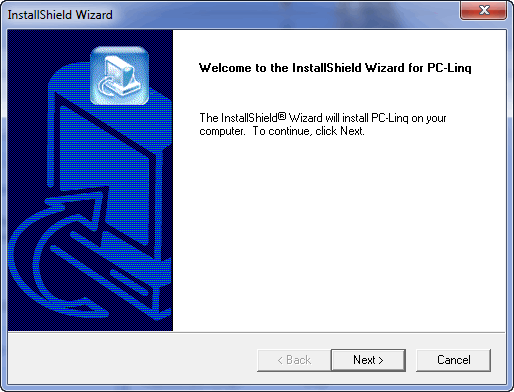 InstallShield Wizard
Welcome to the InstallShield Wizard for PC-Linq
The InstallShield® Wizard will install PC-Linq on your
computer. To continue, click Next.
< Back Next > Cancel